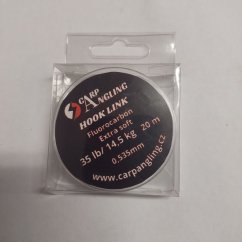 CARP
ANGLING
HOOK LINK
Fluorocarbon
Extra soft
35 lb/ 14,5 kg 20 m
0.535mm
www.carpangling.cz